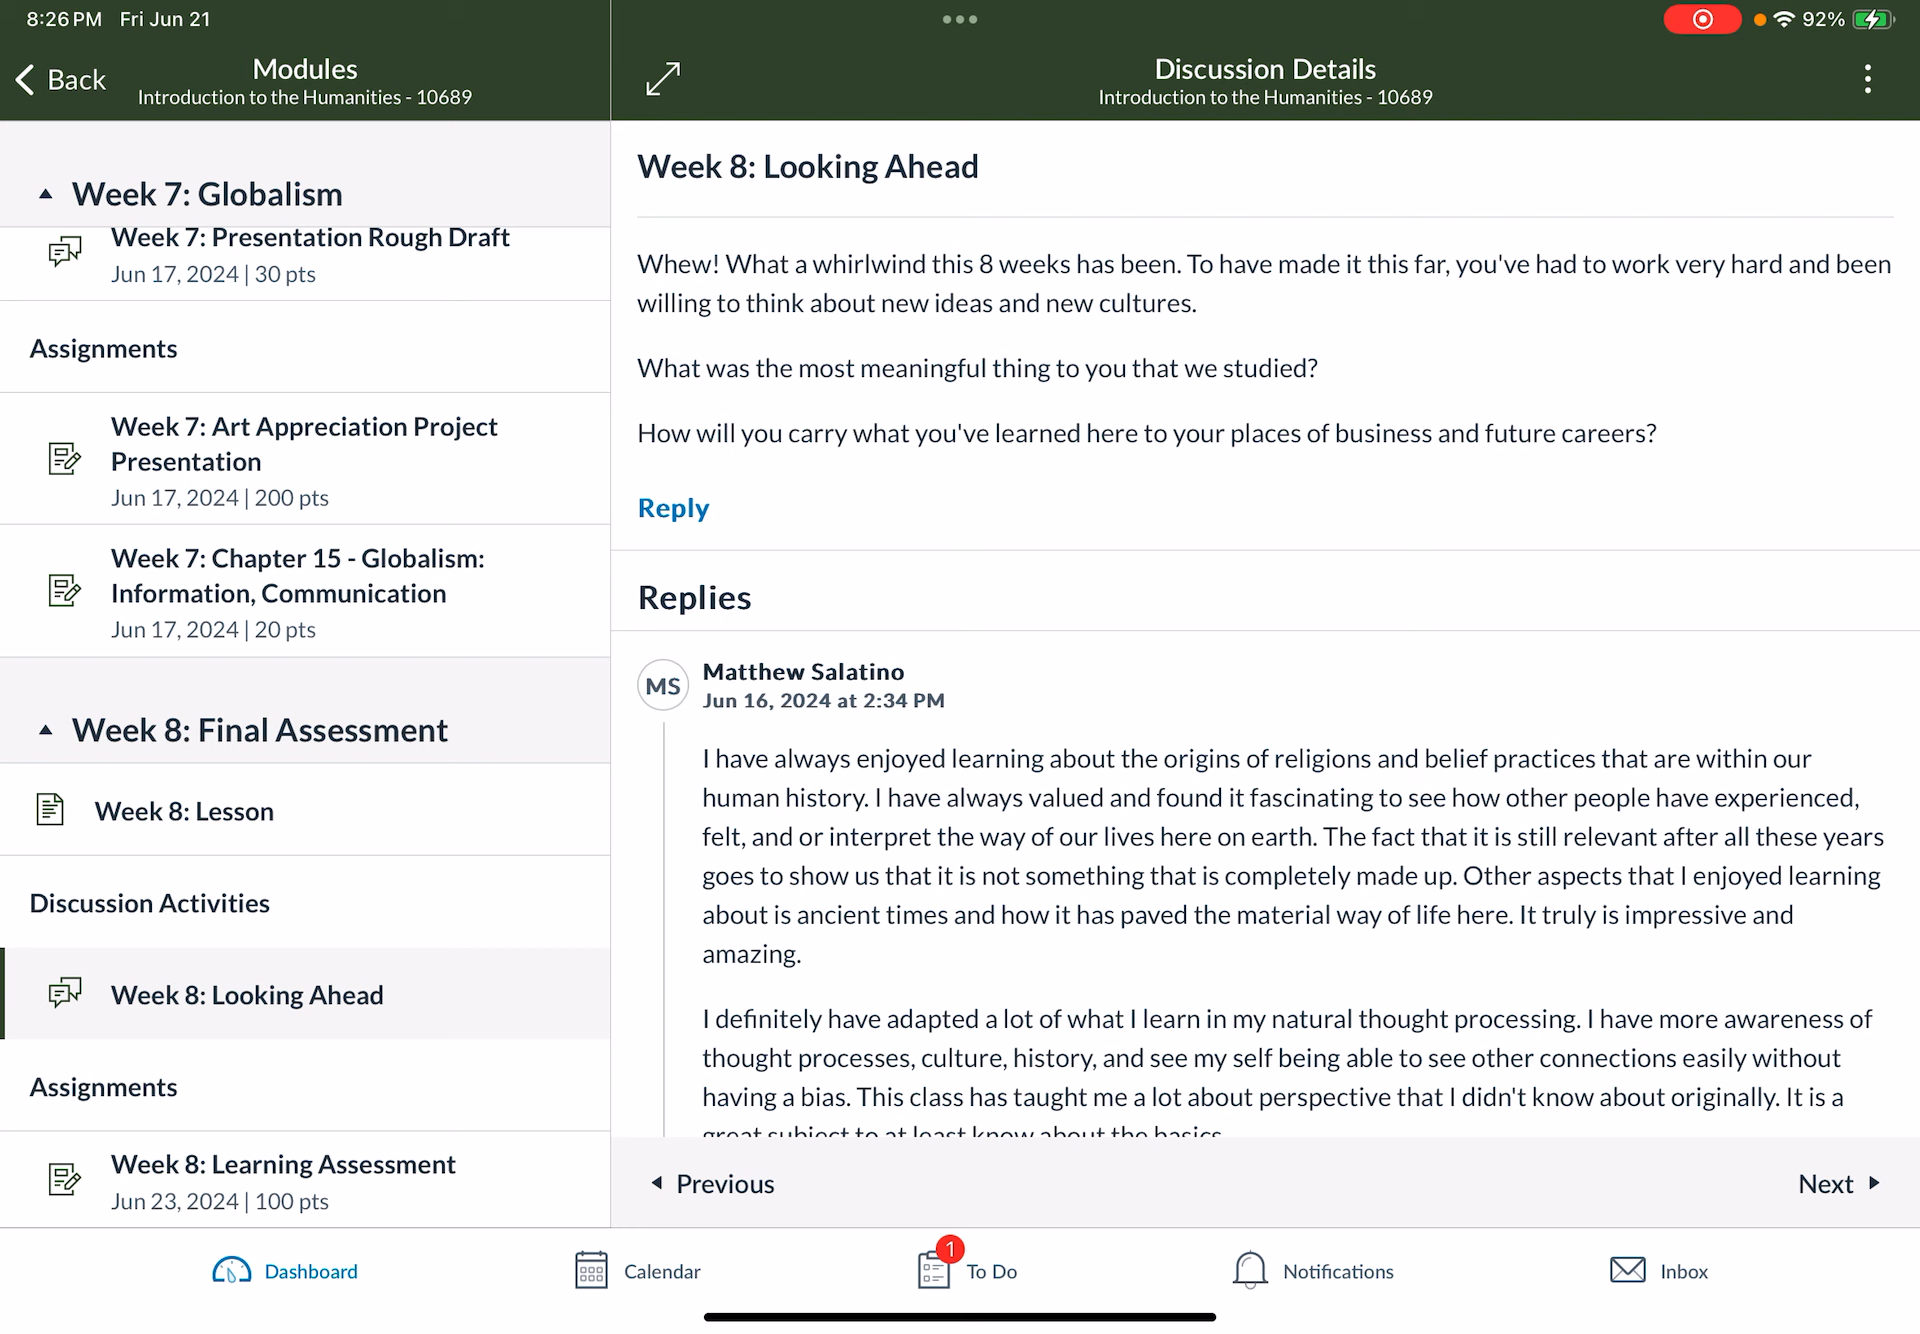 8:26 PM Fri Jun 21
92%
Back
Modules
Introduction to the Humanities - 10689
Discussion Details
Introduction to the Humanities - 10689
Week 7: Globalism
Week 7: Presentation Rough Draft
Jun 17, 2024 | 30 pts
Assignments
Week 7: Art Appreciation Project
Presentation
Jun 17, 2024 | 200 pts
Week 7: Chapter 15 - Globalism:
Information, Communication
Jun 17, 2024 | 20 pts
Week 8: Final Assessment
Week 8: Lesson
Discussion Activities
Week 8: Looking Ahead
Assignments
Week 8: Learning Assessment
Jun 23, 2024 | 100 pts
Week 8: Looking Ahead
Whew! What a whirlwind this 8 weeks has been. To have made it this far, you've had to work very hard and been
willing to think about new ideas and new cultures.
What was the most meaningful thing to you that we studied?
How will you carry what you've learned here to your places of business and future careers?
Reply
Replies
MS
Matthew Salatino
Jun 16, 2024 at 2:34 PM
I have always enjoyed learning about the origins of religions and belief practices that are within our
human history. I have always valued and found it fascinating to see how other people have experienced,
felt, and or interpret the way of our lives here on earth. The fact that it is still relevant after all these years
goes to show us that it is not something that is completely made up. Other aspects that I enjoyed learning
about is ancient times and how it has paved the material way of life here. It truly is impressive and
amazing.
I definitely have adapted a lot of what I learn in my natural thought processing. I have more awareness of
thought processes, culture, history, and see my self being able to see other connections easily without
having a bias. This class has taught me a lot about perspective that I didn't know about originally. It is a
great subject to at least know about the basics.
Previous
Next
Dashboard
Calendar
1
To Do
Notifications
Inbox